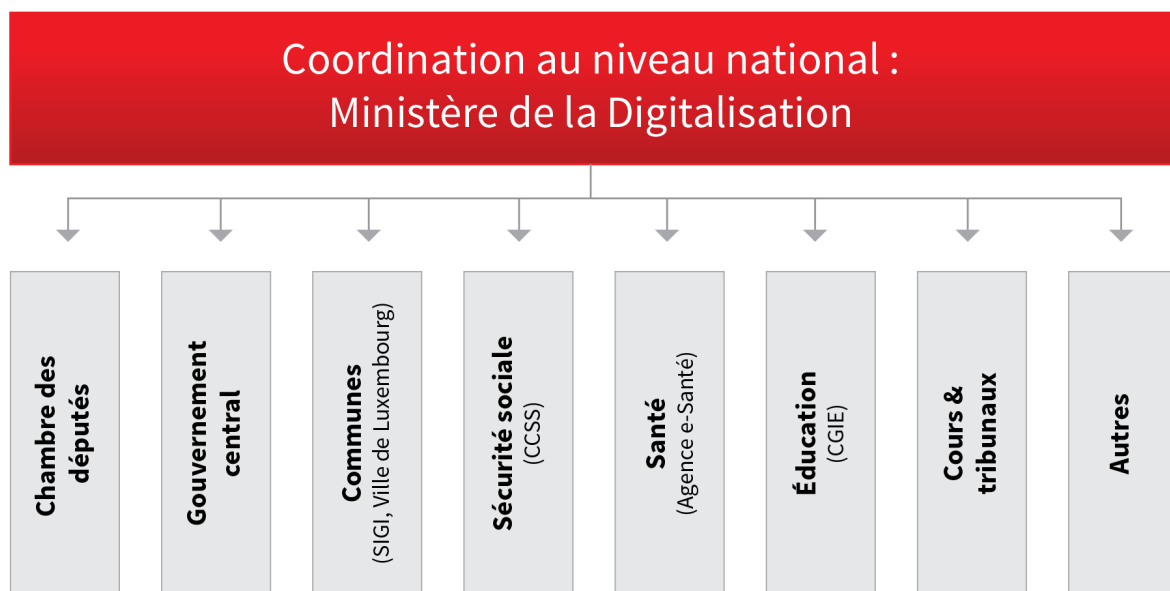 Coordination au niveau national :
Ministère de la Digitalisation
Chambre des
députés
Gouvernement
central
Communes
(SIGI, Ville de Luxembourg)
Sécurité sociale
(CCSS)
Santé
(Agence e-Santé)
Éducation
(CGIE)
Cours &
tribunaux
Autres